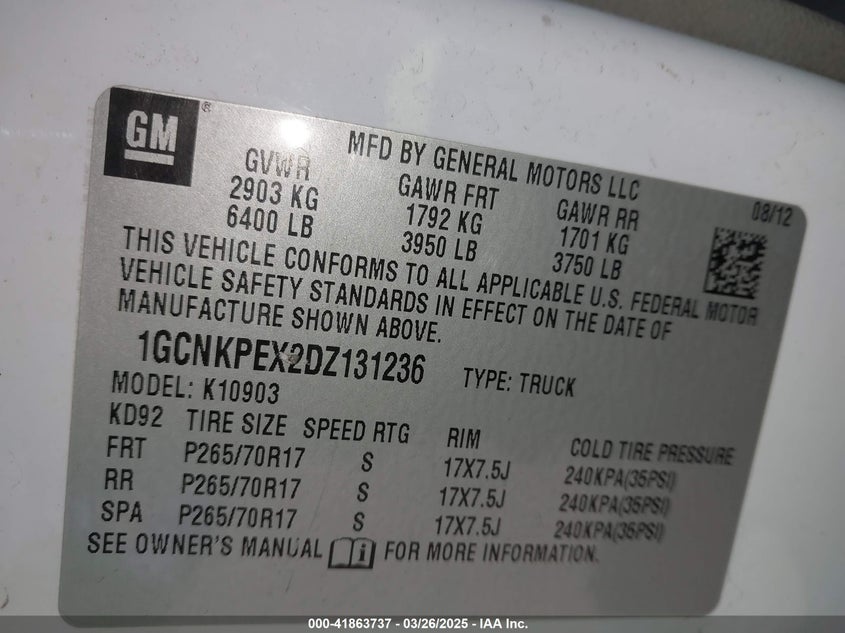 GM ®
MFD BY GENERAL MOTORS LLC
08/12
GVWR GAWR FRT GAWR RR
2903 KG 1792 KG 1701 KG
6400 LB 3950 LB 3750 LB
THIS VEHICLE CONFORMS TO ALL APPLICABLE U.S. FEDERAL MOTOR
VEHICLE SAFETY STANDARDS IN EFFECT ON THE DATE OF
MANUFACTURE SHOWN ABOVE.
1GCNKPEX2DZ131236 TYPE: TRUCK
MODEL: K10903
KD92 TIRE SIZE SPEED RTG RIM COLD TIRE PRESSURE
FRT P265/70R17 S 17X7.5J 240KPA(35PSI)
RR P265/70R17 S 17X7.5J 240KPA(35PSI)
SPA P265/70R17 S 17X7.5J 240KPA(35PSI)
SEE OWNER'S MANUAL i FOR MORE INFORMATION.
000-41863737 - 03/26/2025 - IAA Inc.